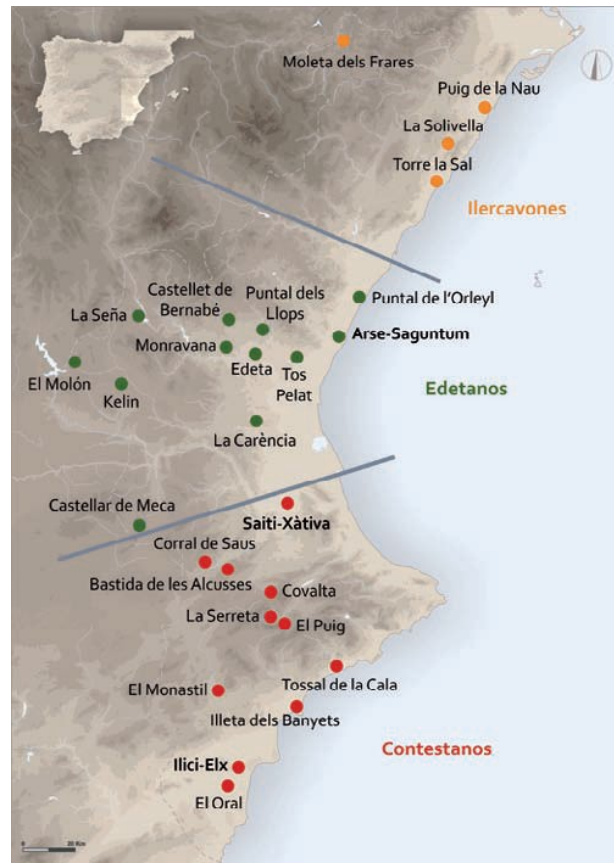 Moleta dels Frares
Puig de la Nau
La Solivella
Torre la Sal
Ilercavones
Castellet de
Bernabé
Puntal dels
Llops
Puntal de l'Orleyl
La Seña
Arse-Saguntum
Monravana
Edeta
Tos
Pelat
El Molón
Kelin
Edetanos
La Carència
Castellar de Meca
Saiti-Xàtiva
Corral de Saus
Bastida de les Alcusses
Covalta
La Serreta
El Puig
El Monastil
Tossal de la Cala
Illeta dels Banyets
Contestanos
Ilici-Elx
El Oral
0 20 Km